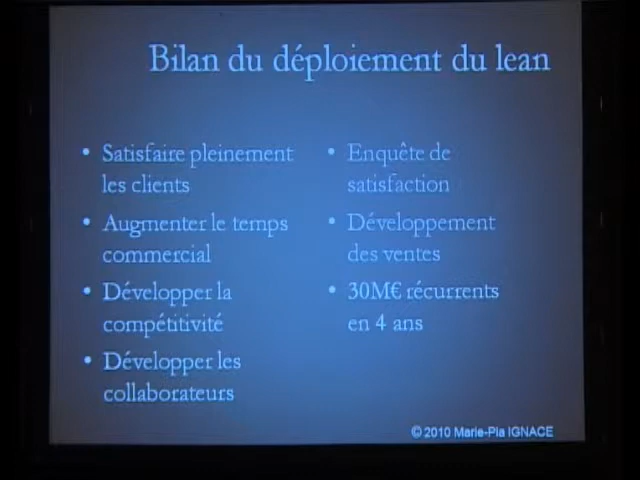 Bilan du déploiement du lean
• Satisfaire pleinement
les clients
• Augmenter le temps
commercial
• Développer la
compétitivité
• Développer les
collaborateurs
• Enquête de
satisfaction
• Développement
des ventes
• 30M€ récurrents
en 4 ans
© 2010 Marie-Pia IGNACE